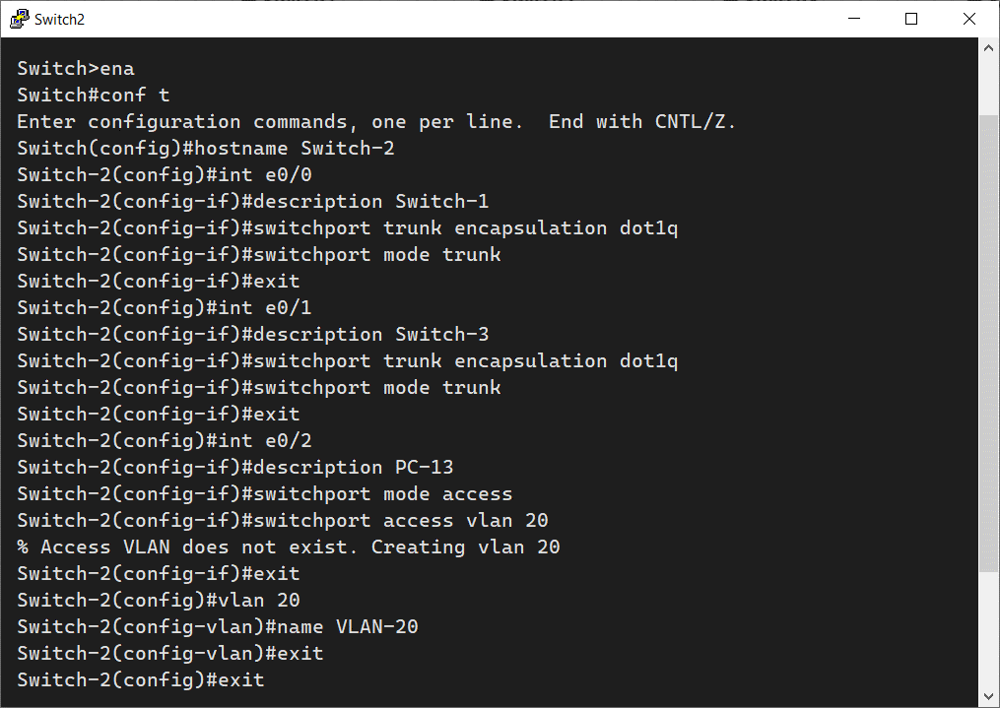 Switch2
Switch>ena
Switch#conf t
Enter configuration commands, one per line.  End with CNTL/Z.
Switch(config)#hostname Switch-2
Switch-2(config)#int e0/0
Switch-2(config-if)#description Switch-1
Switch-2(config-if)#switchport trunk encapsulation dot1q
Switch-2(config-if)#switchport mode trunk
Switch-2(config-if)#exit
Switch-2(config)#int e0/1
Switch-2(config-if)#description Switch-3
Switch-2(config-if)#switchport trunk encapsulation dot1q
Switch-2(config-if)#switchport mode trunk
Switch-2(config-if)#exit
Switch-2(config)#int e0/2
Switch-2(config-if)#description PC-13
Switch-2(config-if)#switchport mode access
Switch-2(config-if)#switchport access vlan 20
% Access VLAN does not exist. Creating vlan 20
Switch-2(config-if)#exit
Switch-2(config)#vlan 20
Switch-2(config-vlan)#name VLAN-20
Switch-2(config-vlan)#exit
Switch-2(config)#exit